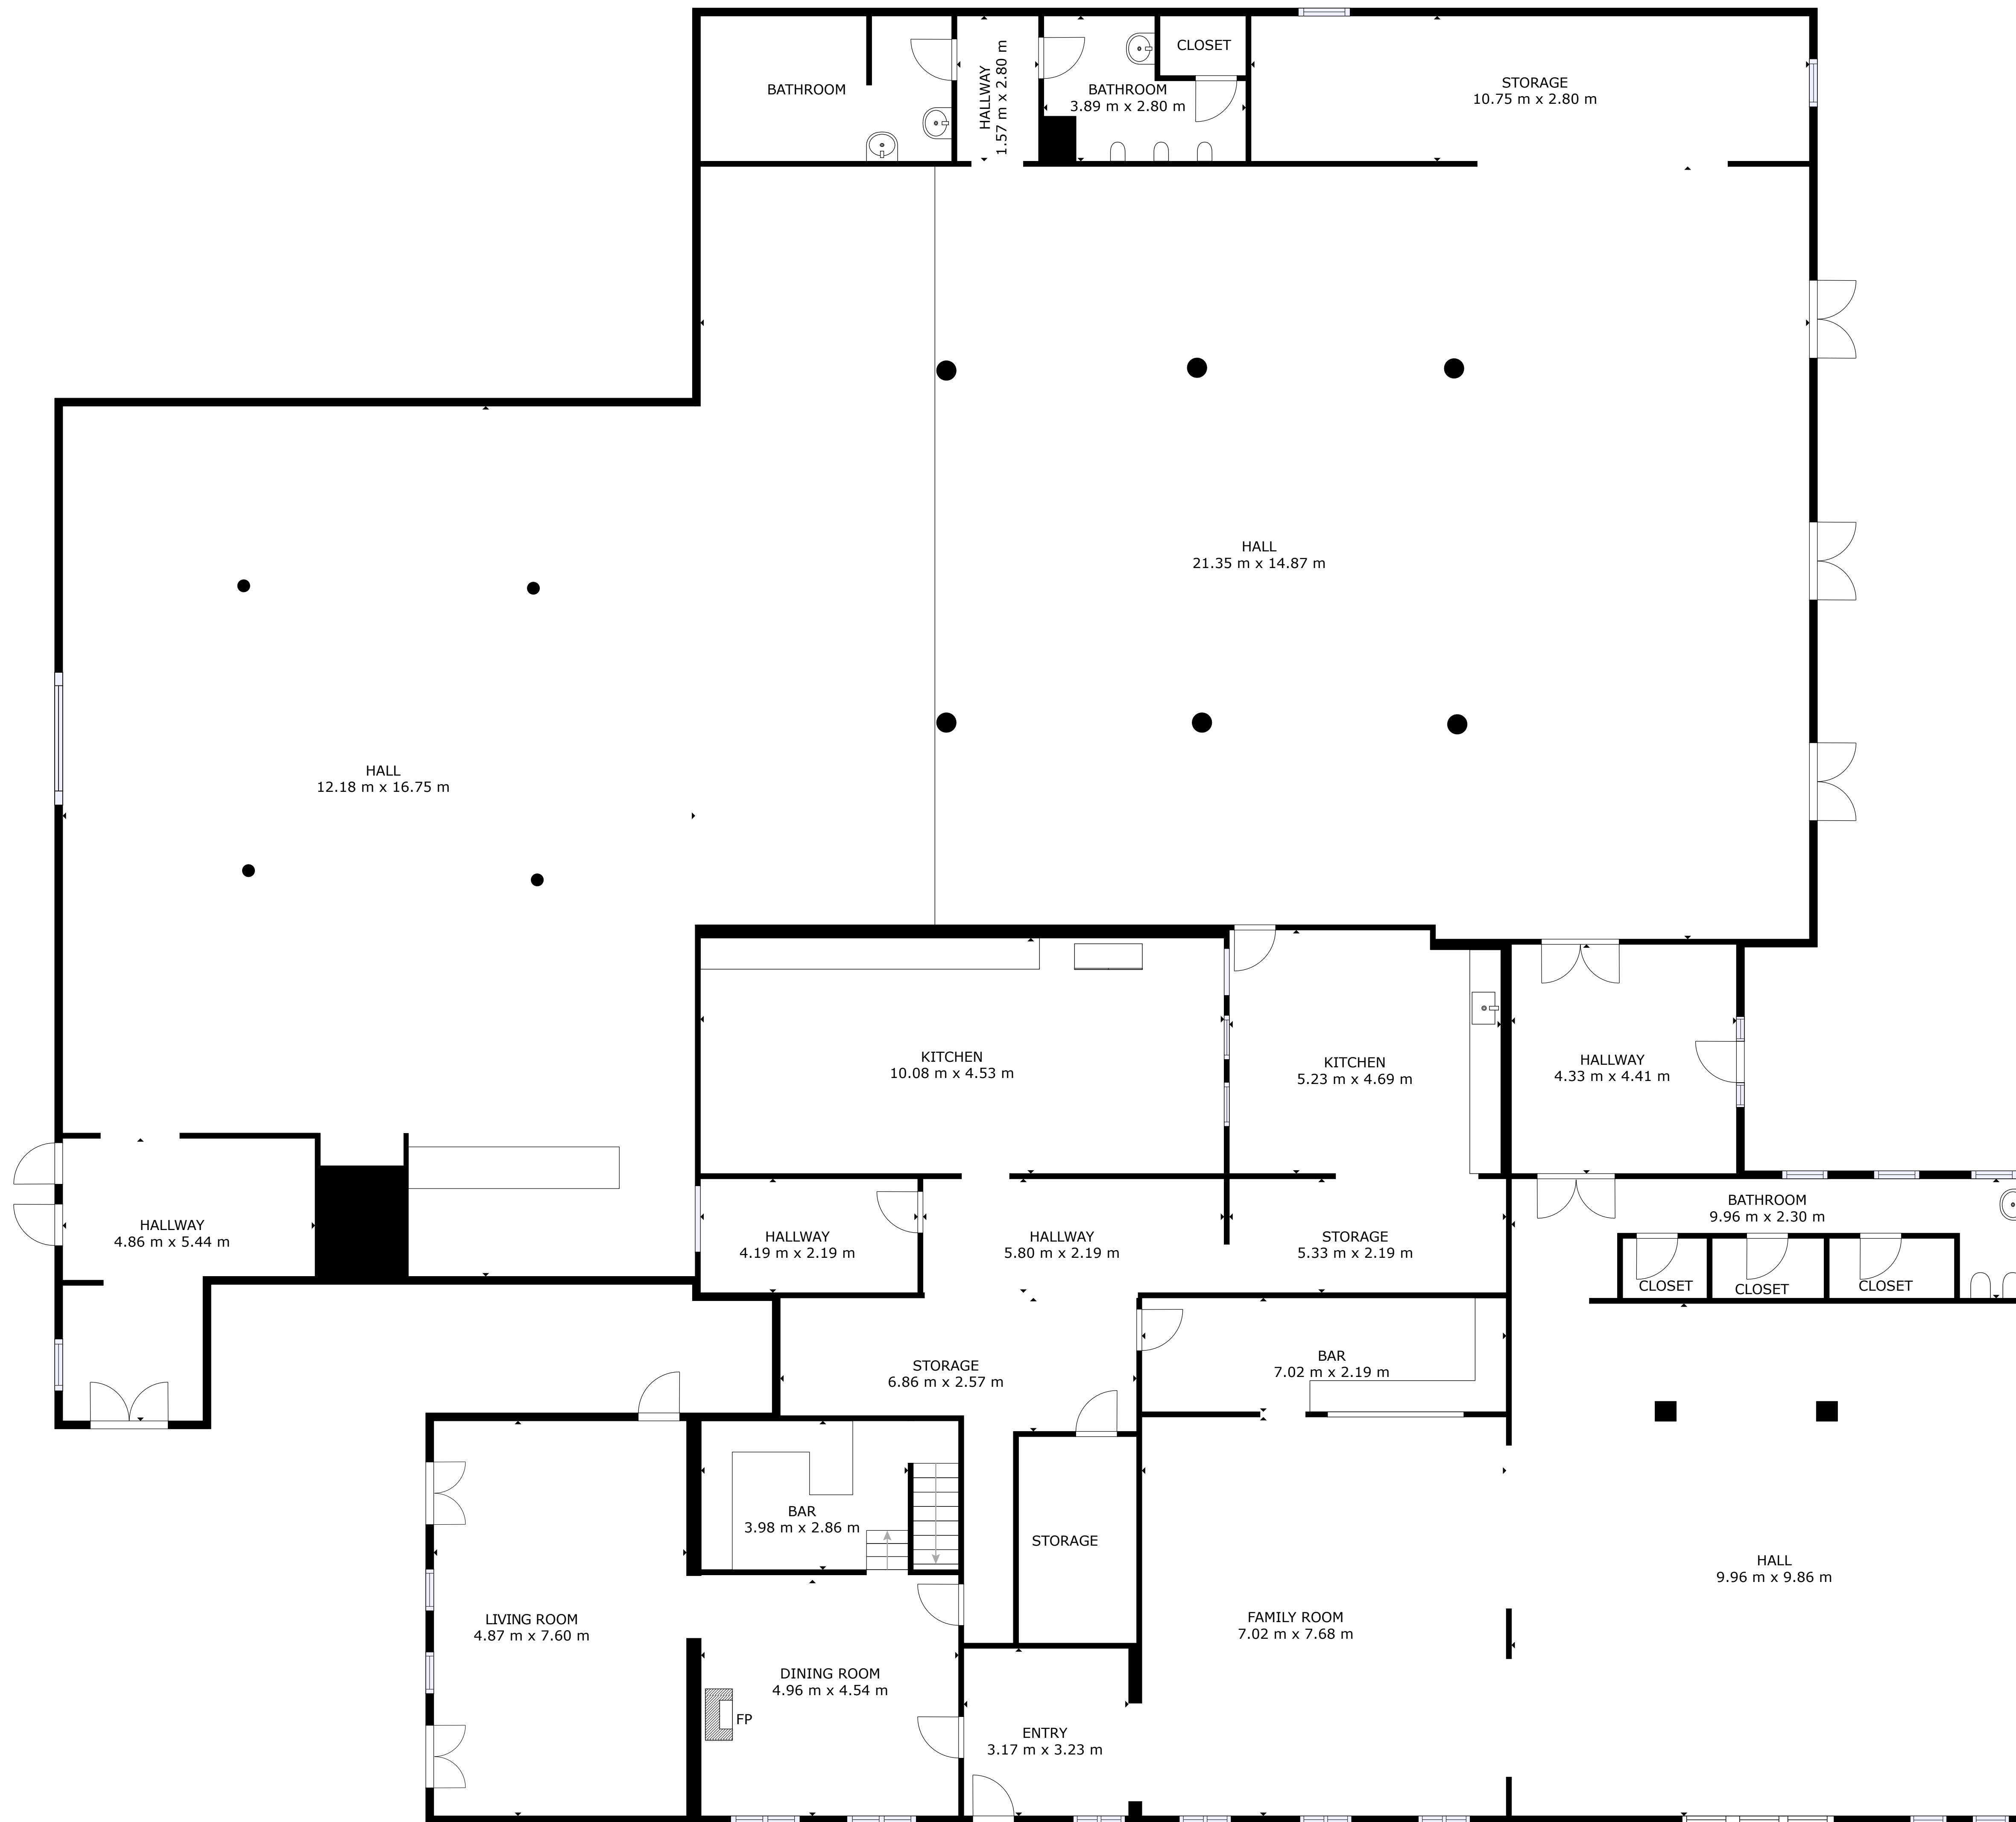 CLOSET
BATHROOM
HALLWAY
1.57 m x 2.80 m
BATHROOM
3.89 m x 2.80 m
STORAGE
10.75 m x 2.80 m
HALL
21.35 m x 14.87 m
HALL
12.18 m x 16.75 m
KITCHEN
10.08 m x 4.53 m
KITCHEN
5.23 m x 4.69 m
HALLWAY
4.33 m x 4.41 m
HALLWAY
4.86 m x 5.44 m
HALLWAY
4.19 m x 2.19 m
HALLWAY
5.80 m x 2.19 m
STORAGE
5.33 m x 2.19 m
BATHROOM
9.96 m x 2.30 m
CLOSET
CLOSET
CLOSET
STORAGE
6.86 m x 2.57 m
BAR
7.02 m x 2.19 m
BAR
3.98 m x 2.86 m
STORAGE
HALL
9.96 m x 9.86 m
LIVING ROOM
4.87 m x 7.60 m
FAMILY ROOM
7.02 m x 7.68 m
DINING ROOM
4.96 m x 4.54 m
FP
ENTRY
3.17 m x 3.23 m